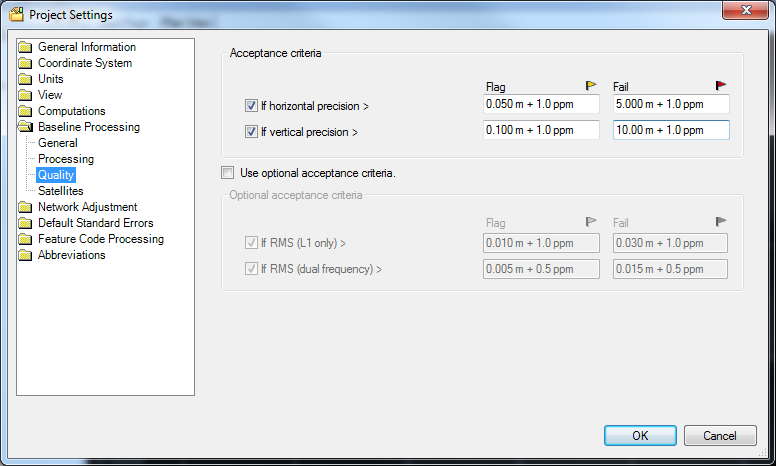 Project Settings
General Information
Coordinate System
Units
View
Computations
Baseline Processing
General
Processing
Quality
Satellites
Network Adjustment
Default Standard Errors
Feature Code Processing
Abbreviations
Acceptance criteria
Flag Fail
If horizontal precision > 0.050 m + 1.0 ppm 5.000 m + 1.0 ppm
If vertical precision > 0.100 m + 1.0 ppm 10.00 m + 1.0 ppm
Use optional acceptance criteria.
Optional acceptance criteria
Flag Fail
If RMS (L1 only) > 0.010 m + 1.0 ppm 0.030 m + 1.0 ppm
If RMS (dual frequency) > 0.005 m + 0.5 ppm 0.015 m + 0.5 ppm
OK Cancel